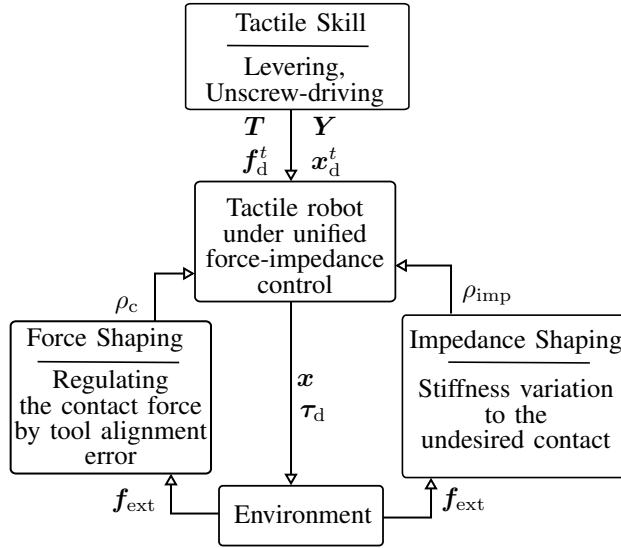 Tactile Skill
Levering,
Unscrew-driving
T Y
f_d^t x_d^t
Tactile robot
under unified
force-impedance
control
ρ_c
ρ_imp
Force Shaping
Regulating
the contact force
by tool alignment
error
Impedance Shaping
Stiffness variation
to the
undesired contact
x
τ_d
f_ext
Environment
f_ext